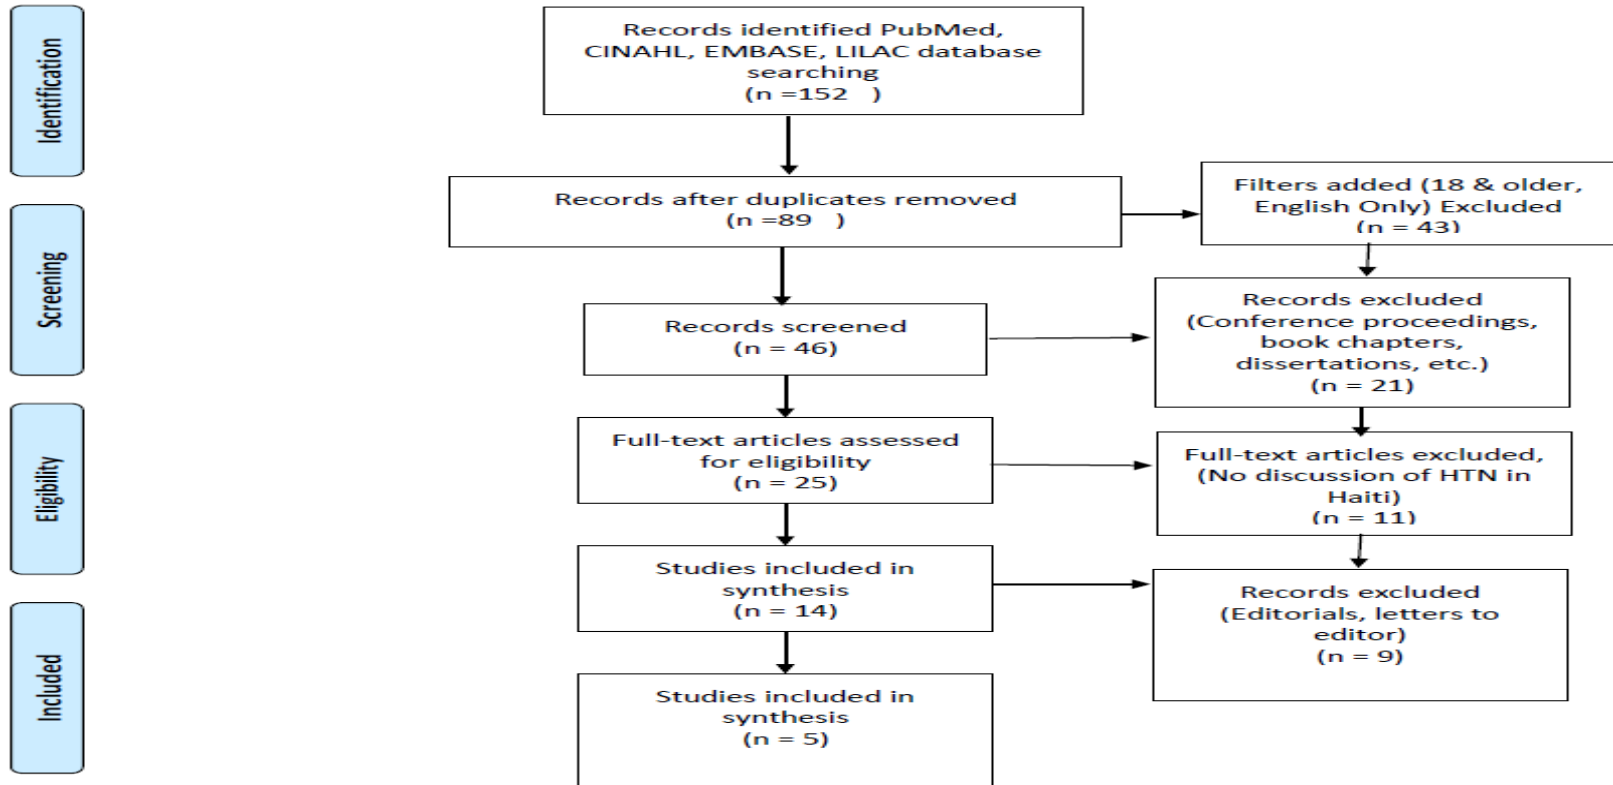 Identification
Records identified PubMed,
CINAHL, EMBASE, LILAC database
searching
(n =152   )
Records after duplicates removed
(n =89   )
Filters added (18 & older,
English Only) Excluded
(n = 43)
Screening
Records screened
(n = 46)
Records excluded
(Conference proceedings,
book chapters,
dissertations, etc.)
(n = 21)
Eligibility
Full-text articles assessed
for eligibility
(n = 25)
Full-text articles excluded,
(No discussion of HTN in
Haiti)
(n = 11)
Studies included in
synthesis
(n = 14)
Records excluded
(Editorials, letters to
editor)
(n = 9)
Included
Studies included in
synthesis
(n = 5)